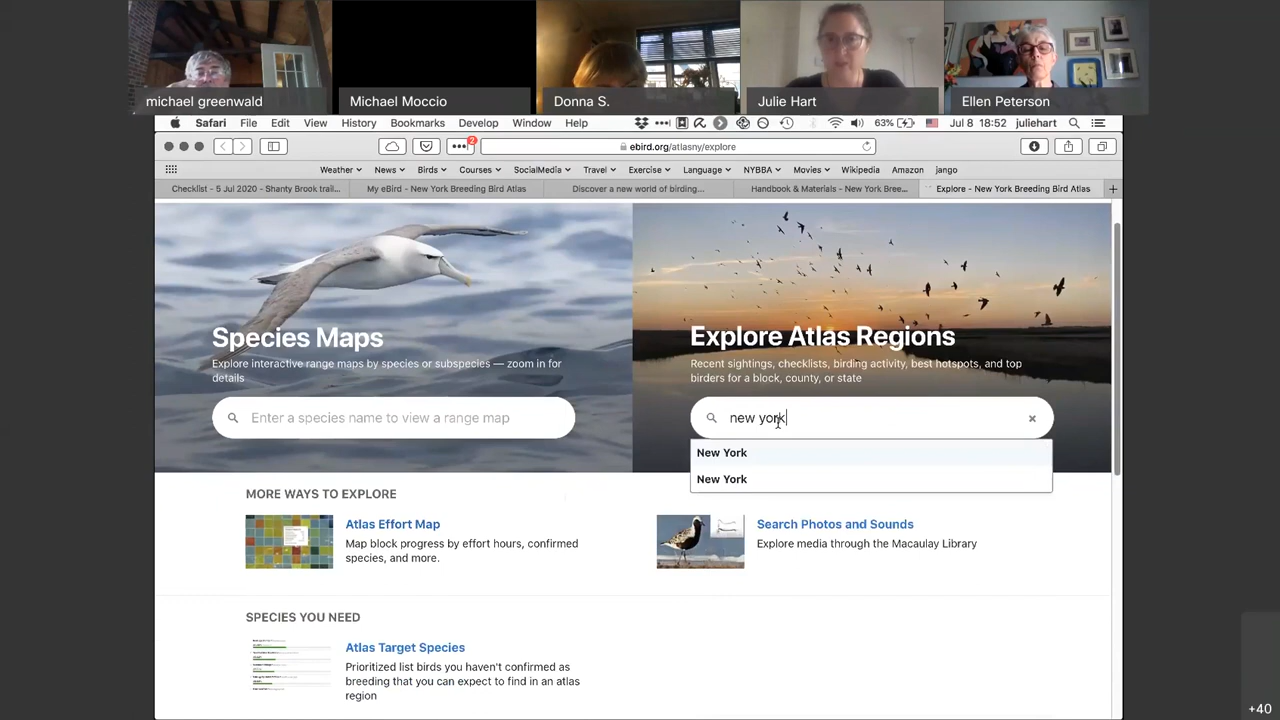 michael greenwald
Michael Moccio
Donna S.
Julie Hart
Ellen Peterson
Safari File Edit View History Bookmarks Develop Window Help
63% Jul 8 18:52 juliehart
2
ebird.org/atlasny/explore
Weather News Birds Courses SocialMedia Travel Exercise Language NYBBA Movies Wikipedia Amazon jango
Checklist - 5 Jul 2020 - Shanty Brook trail...
My eBird - New York Breeding Bird Atlas
Discover a new world of birding...
Handbook & Materials - New York Bree...
Explore - New York Breeding Bird Atlas
Species Maps
Explore interactive range maps by species or subspecies — zoom in for
details
Enter a species name to view a range map
Explore Atlas Regions
Recent sightings, checklists, birding activity, best hotspots, and top
birders for a block, county, or state
new york
New York
New York
MORE WAYS TO EXPLORE
Atlas Effort Map
Map block progress by effort hours, confirmed
species, and more.
Search Photos and Sounds
Explore media through the Macaulay Library
SPECIES YOU NEED
Atlas Target Species
Prioritized list birds you haven't confirmed as
breeding that you can expect to find in an atlas
region
+40